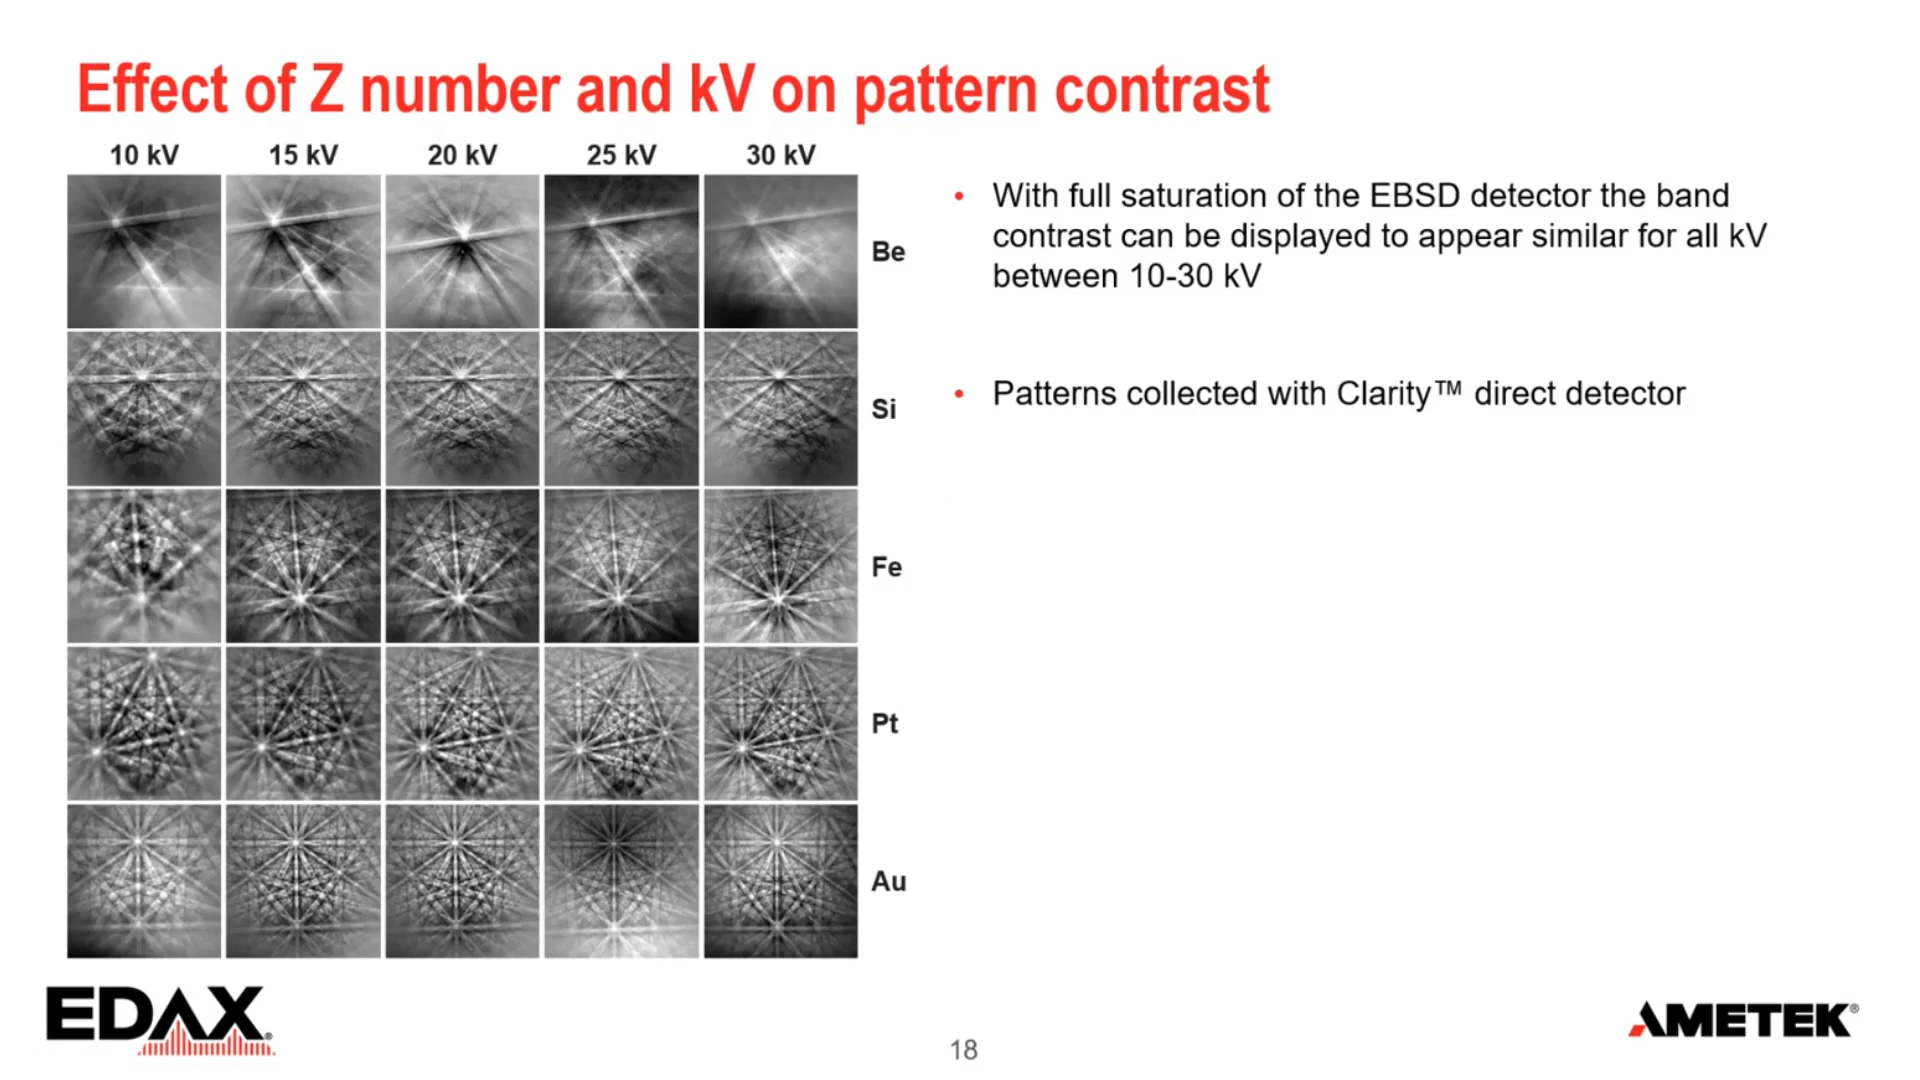 Effect of Z number and kV on pattern contrast
10 kV 15 kV 20 kV 25 kV 30 kV
Be
Si
Fe
Pt
Au
• With full saturation of the EBSD detector the band
contrast can be displayed to appear similar for all kV
between 10-30 kV
• Patterns collected with Clarity™ direct detector
EDAX®
18
AMETEK®